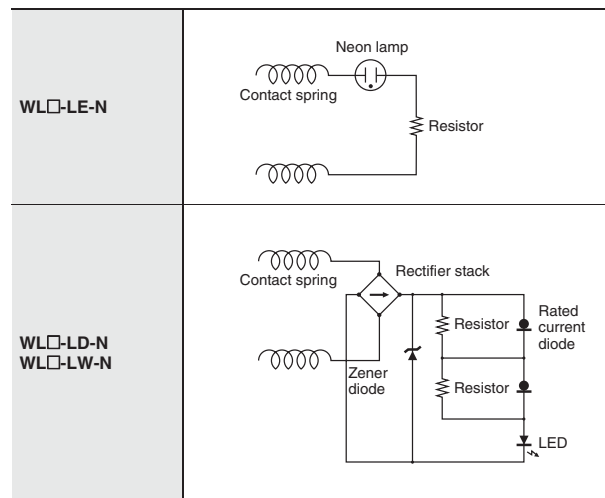 WL□-LE-N
Neon lamp
Contact spring
Resistor
WL□-LD-N
WL□-LW-N
Contact spring
Rectifier stack
Zener
diode
Resistor
Resistor
Rated
current
diode
LED